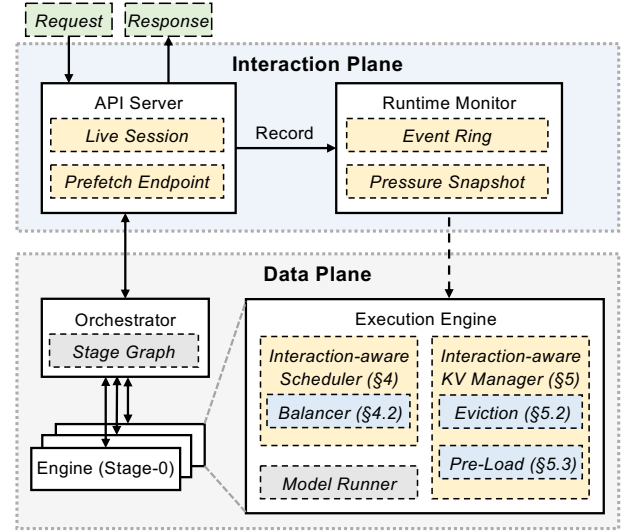 Request
Response
Interaction Plane
API Server
Live Session
Prefetch Endpoint
Record
Runtime Monitor
Event Ring
Pressure Snapshot
Data Plane
Orchestrator
Stage Graph
Engine (Stage-0)
Execution Engine
Interaction-aware
Scheduler (§4)
Balancer (§4.2)
Model Runner
Interaction-aware
KV Manager (§5)
Eviction (§5.2)
Pre-Load (§5.3)